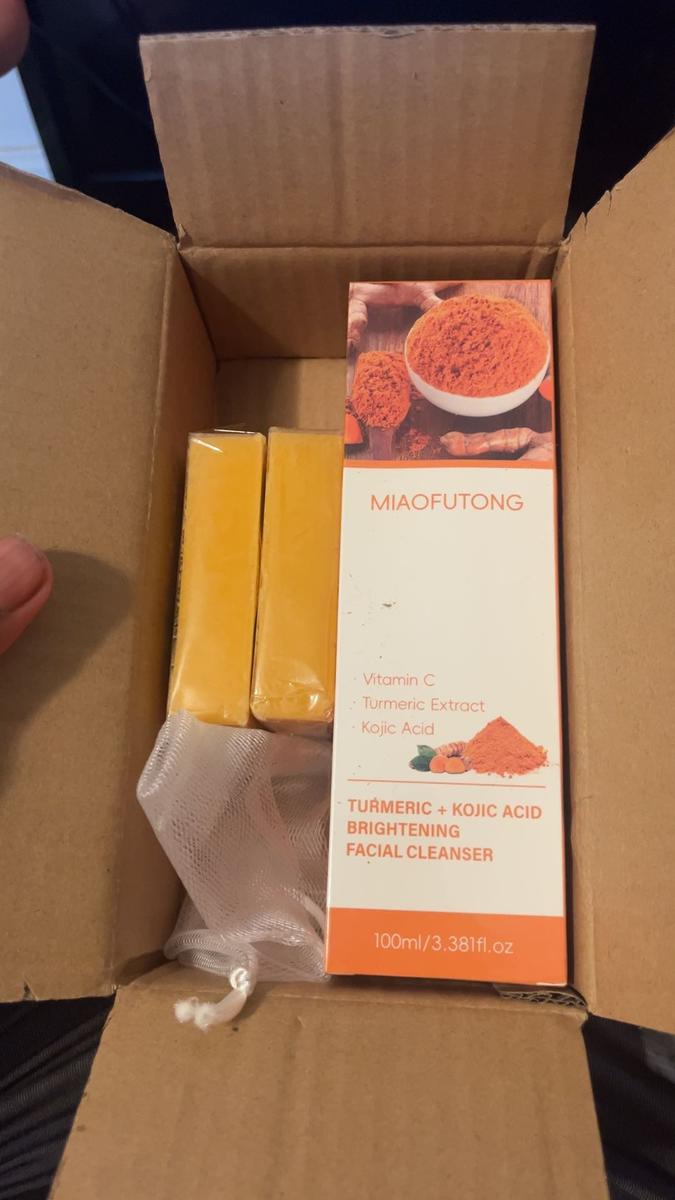 MIAOFUTONG
· Vitamin C
· Turmeric Extract
· Kojic Acid
TURMERIC + KOJIC ACID
BRIGHTENING
FACIAL CLEANSER
100ml/3.381fl.oz